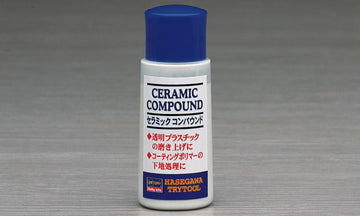 CERAMIC
COMPOUND
セラミック コンパウンド
◆透明プラスチック
の磨き上げに
◆コーティングポリマーの
下地処理に
HASEGAWA
TRYTOOL